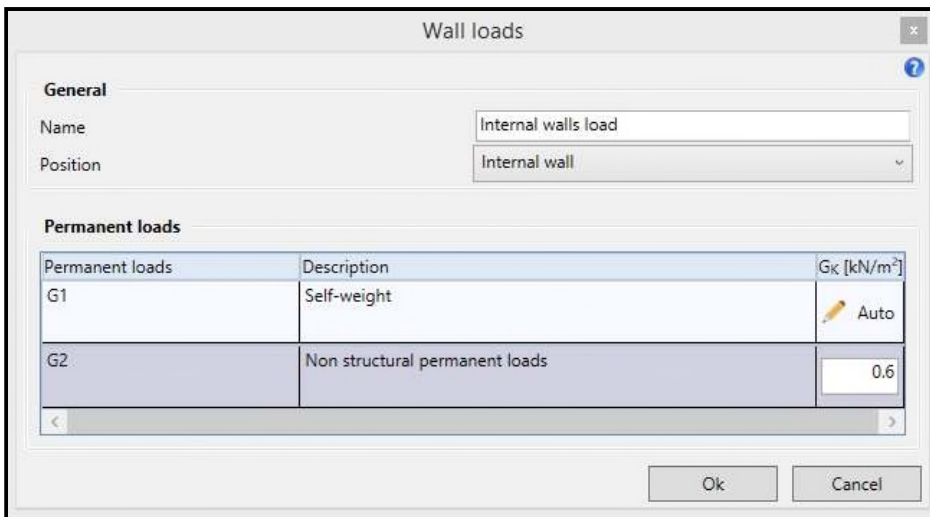 Wall loads
x
?
General
Name Internal walls load
Position Internal wall
Permanent loads
Permanent loads Description GK [kN/m²]
G1 Self-weight Auto
G2 Non structural permanent loads 0.6
Ok Cancel